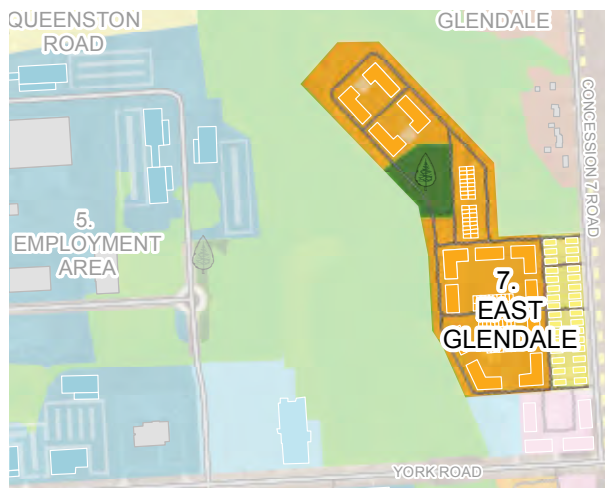 QUEENSTON
ROAD
GLENDALE
CONCESSION 7 ROAD
5.
EMPLOYMENT
AREA
7.
EAST
GLENDALE
YORK ROAD